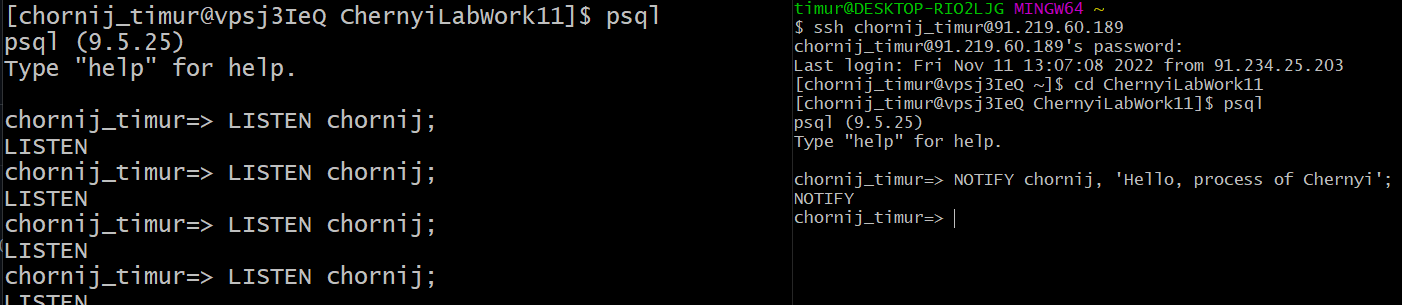 [chornij_timur@vpsj3IeQ ChernyiLabWork11]$ psql
psql (9.5.25)
Type "help" for help.
chornij_timur=> LISTEN chornij;
LISTEN
chornij_timur=> LISTEN chornij;
LISTEN
chornij_timur=> LISTEN chornij;
LISTEN
chornij_timur=> LISTEN chornij;
LISTEN
timur@DESKTOP-RIO2LJG MINGW64 ~
$ ssh chornij_timur@91.219.60.189
chornij_timur@91.219.60.189's password:
Last login: Fri Nov 11 13:07:08 2022 from 91.234.25.203
[chornij_timur@vpsj3IeQ ~]$ cd ChernyiLabWork11
[chornij_timur@vpsj3IeQ ChernyiLabWork11]$ psql
psql (9.5.25)
Type "help" for help.
chornij_timur=> NOTIFY chornij, 'Hello, process of Chernyi';
NOTIFY
chornij_timur=>